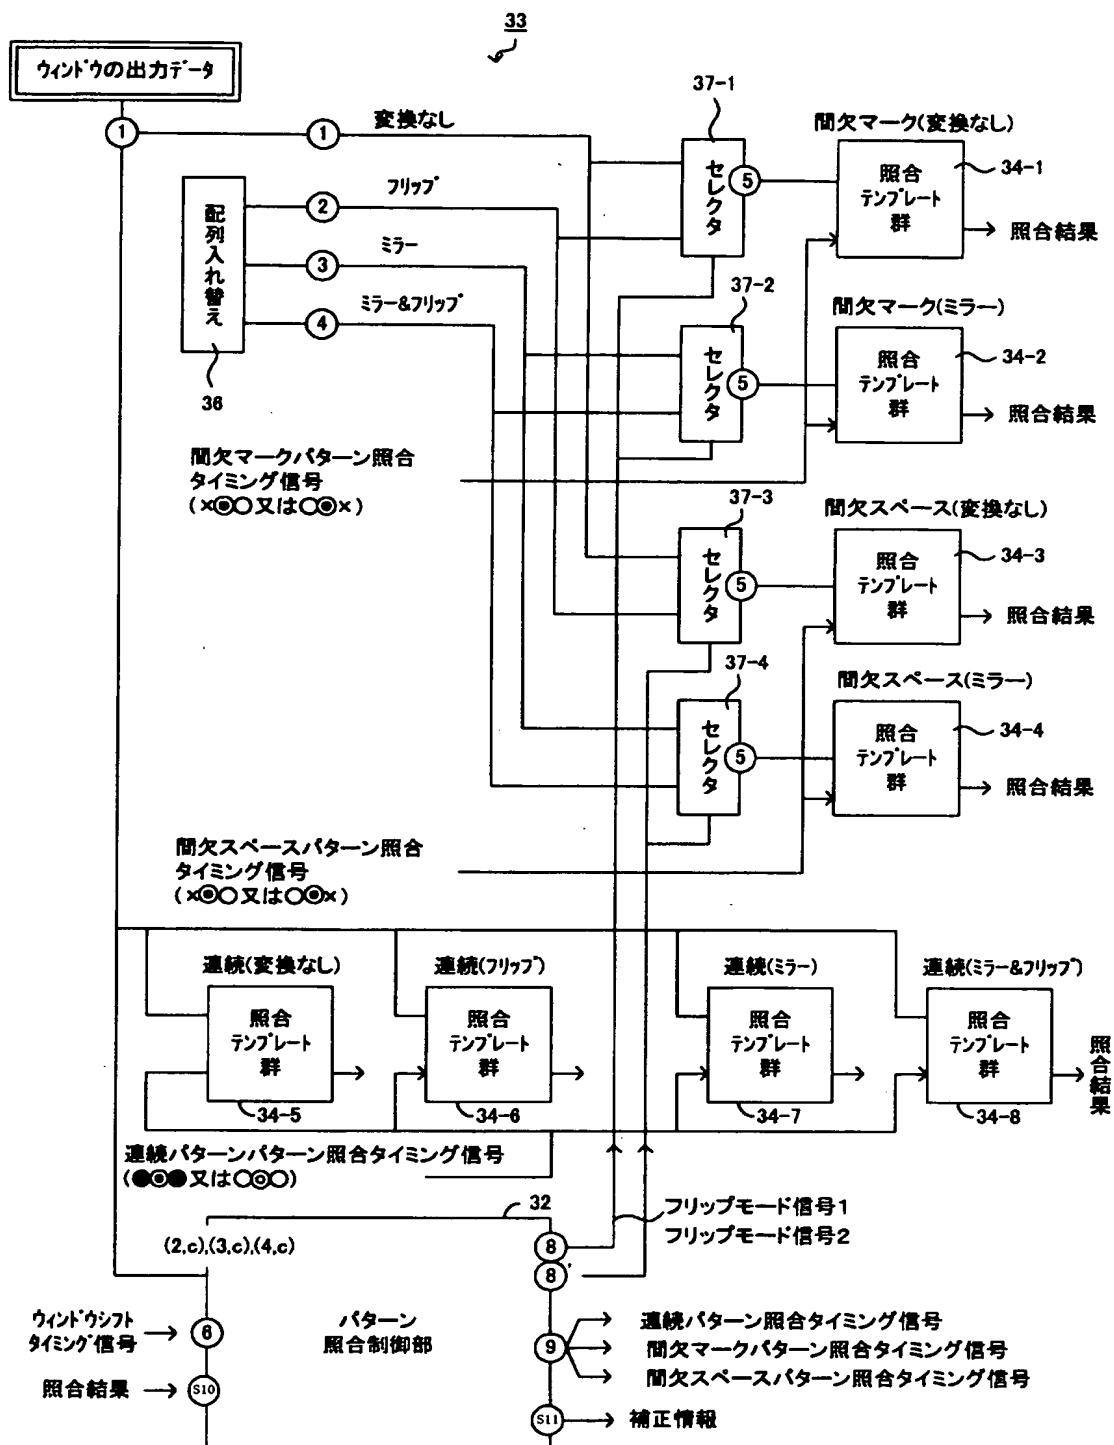 33
ウィンドウの出力データ
37-1
① ① 変換なし
間欠マーク(変換なし)
34-1
セレクタ
⑤
照合
テンプレート
群
照合結果
配列入れ替え
② フリップ
③ ミラー
④ ミラー&フリップ
36
37-2
間欠マーク(ミラー)
セレクタ
⑤
照合
テンプレート
群
34-2
照合結果
間欠マークパターン照合
タイミング信号
(×◉○又は○◉×)
37-3
間欠スペース(変換なし)
セレクタ
⑤
照合
テンプレート
群
34-3
照合結果
37-4
間欠スペース(ミラー)
セレクタ
⑤
照合
テンプレート
群
34-4
照合結果
間欠スペースパターン照合
タイミング信号
(×◉○又は○◉×)
連続(変換なし)
照合
テンプレート
群
34-5
連続(フリップ)
照合
テンプレート
群
34-6
連続(ミラー)
照合
テンプレート
群
34-7
連続(ミラー&フリップ)
照合
テンプレート
群
34-8
照合結果
連続パターンパターン照合タイミング信号
(●◉●又は○◎○)
32
フリップモード信号1
フリップモード信号2
(2,c),(3,c),(4,c)
⑧
⑧'
ウィンドウシフト
タイミング信号
⑥
パターン
照合制御部
⑨
連続パターン照合タイミング信号
間欠マークパターン照合タイミング信号
間欠スペースパターン照合タイミング信号
照合結果
S10
S11
補正情報